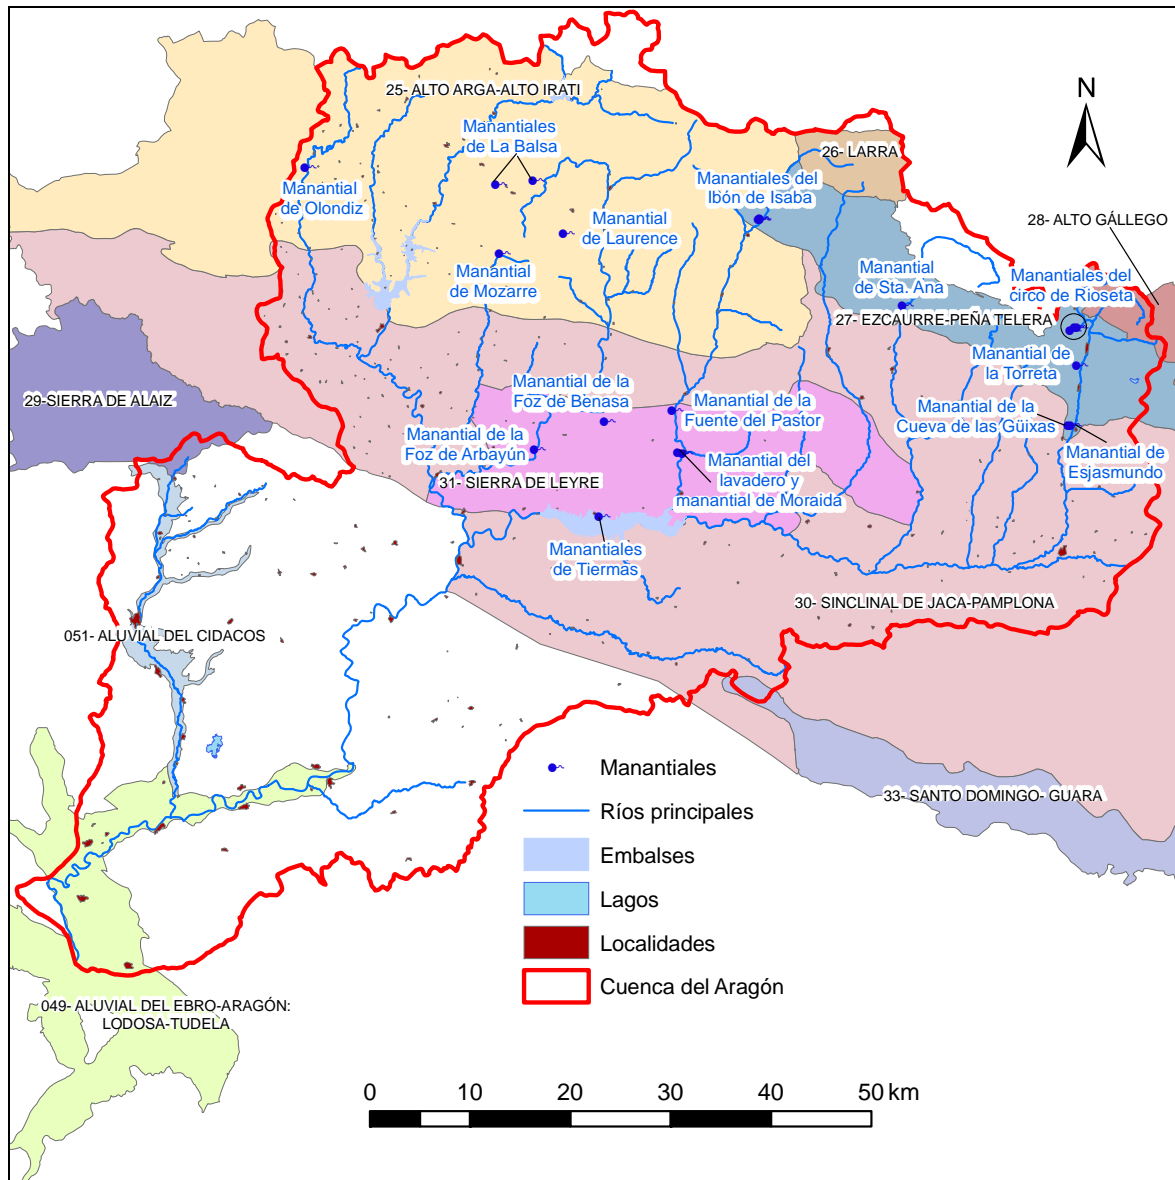 25- ALTO ARGA-ALTO IRATI
N
Manantiales
de La Balsa
26- LARRA
Manantial
de Olondiz
Manantiales del
Ibón de Isaba
Manantial
de Laurence
28- ALTO GÁLLEGO
Manantial
de Mozarre
Manantial
de Sta. Ana
Manantiales del
circo de Rioseta
27- EZCAURRE-PEÑA TELERA
Manantial de
la Torreta
29-SIERRA DE ALAIZ
Manantial de la
Foz de Benasa
Manantial de la
Fuente del Pastor
Manantial de la
Cueva de las Güixas
Manantial de la
Foz de Arbayún
Manantial de
Esjasmundo
31- SIERRA DE LEYRE
Manantial del
lavadero y
manantial de Moraida
Manantiales
de Tiermas
30- SINCLINAL DE JACA-PAMPLONA
051- ALUVIAL DEL CIDACOS
33- SANTO DOMINGO- GUARA
Manantiales
Ríos principales
Embalses
Lagos
Localidades
Cuenca del Aragón
049- ALUVIAL DEL EBRO-ARAGÓN:
LODOSA-TUDELA
0 10 20 30 40 50 km